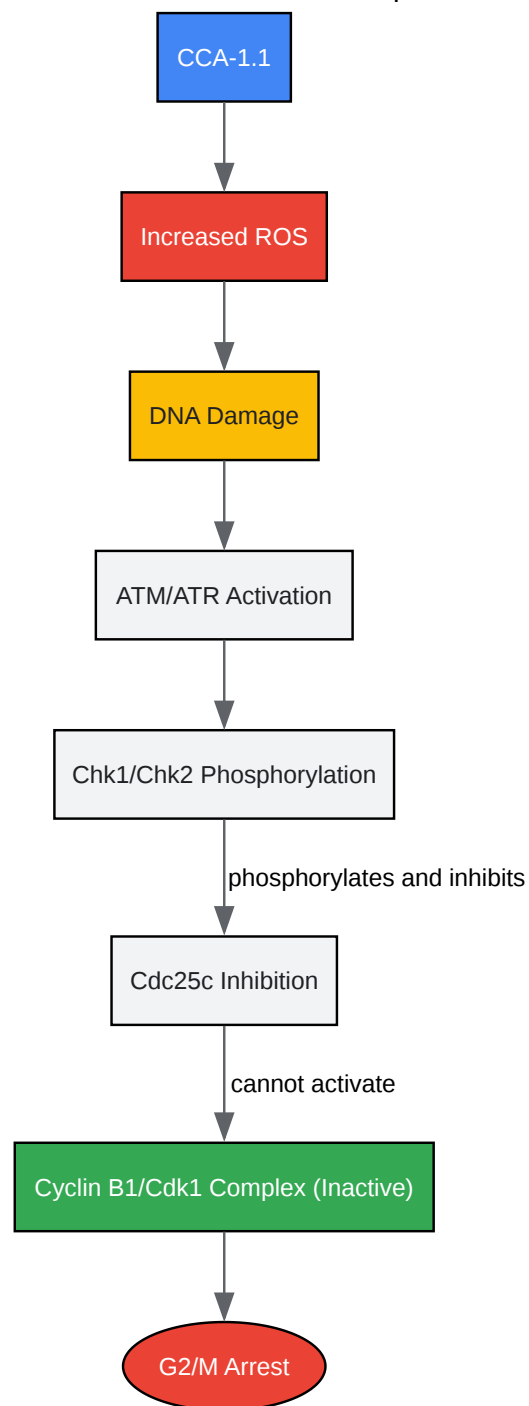 CCA-1.1
Increased ROS
DNA Damage
ATM/ATR Activation
Chk1/Chk2 Phosphorylation
phosphorylates and inhibits
Cdc25c Inhibition
cannot activate
Cyclin B1/Cdk1 Complex (Inactive)
G2/M Arrest